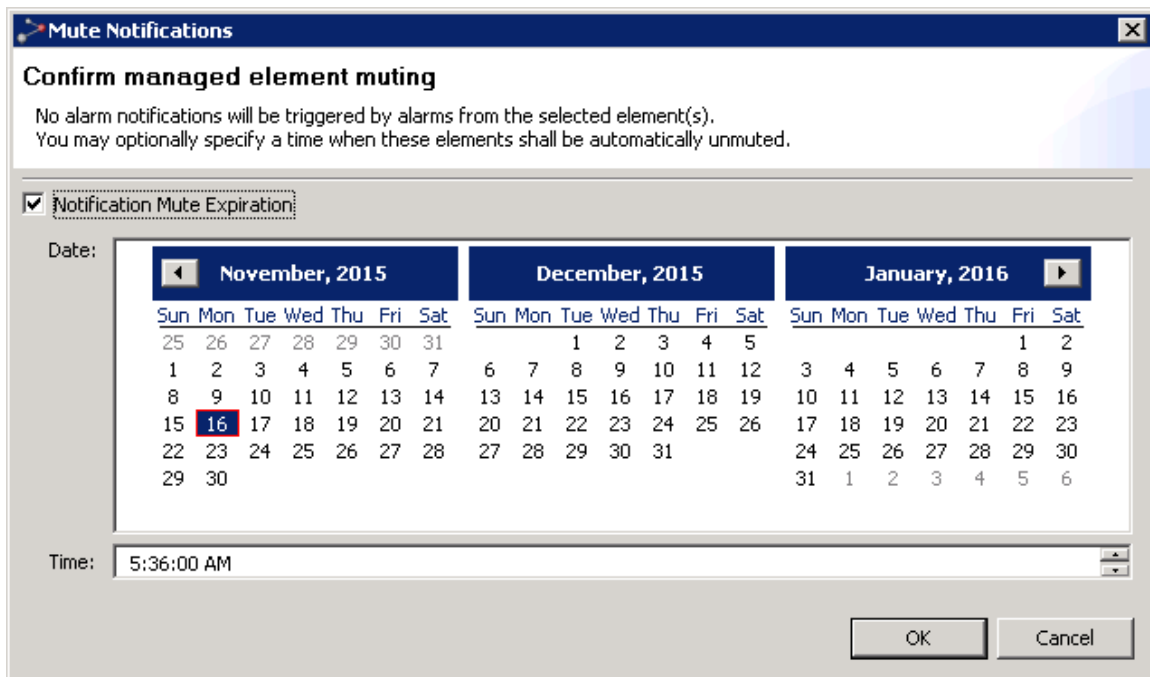 Mute Notifications
Confirm managed element muting
No alarm notifications will be triggered by alarms from the selected element(s).
You may optionally specify a time when these elements shall be automatically unmuted.
Notification Mute Expiration
Date:
November, 2015 December, 2015 January, 2016
Sun Mon Tue Wed Thu Fri Sat Sun Mon Tue Wed Thu Fri Sat Sun Mon Tue Wed Thu Fri Sat
25 26 27 28 29 30 31 1 2 3 4 5 1 2
1 2 3 4 5 6 7 6 7 8 9 10 11 12 3 4 5 6 7 8 9
8 9 10 11 12 13 14 13 14 15 16 17 18 19 10 11 12 13 14 15 16
15 16 17 18 19 20 21 20 21 22 23 24 25 26 17 18 19 20 21 22 23
22 23 24 25 26 27 28 27 28 29 30 31 24 25 26 27 28 29 30
29 30 31 1 2 3 4 5 6
Time: 5:36:00 AM
OK Cancel